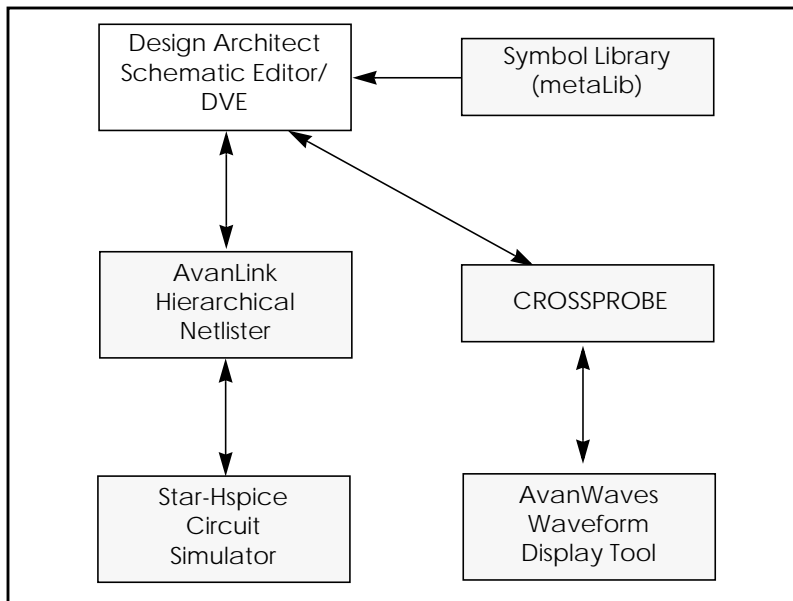 Design Architect
Schematic Editor/
DVE
Symbol Library
(metaLib)
AvanLink
Hierarchical
Netlister
CROSSPROBE
Star-Hspice
Circuit
Simulator
AvanWaves
Waveform
Display Tool